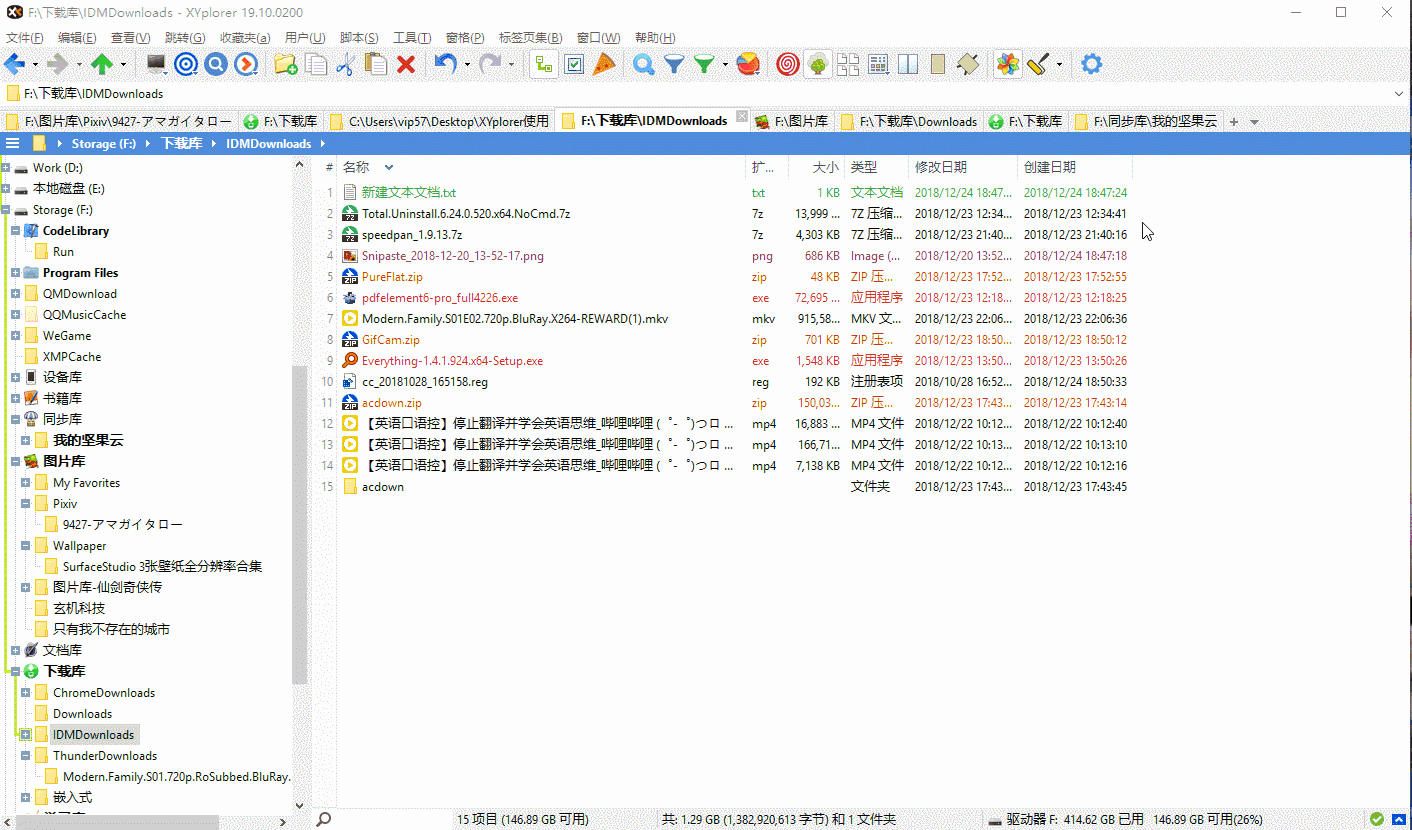 F:\下载库\IDMDownloads - XYplorer 19.10.0200
文件(F) 编辑(E) 查看(V) 跳转(G) 收藏夹(a) 用户(U) 脚本(S) 工具(T) 窗格(P) 标签页集(B) 窗口(W) 帮助(H)
F:\下载库\IDMDownloads
F:\图片库\Pixiv\9427-アマガイタロー F:\下载库 C:\Users\vip57\Desktop\XYplorer使用 F:\下载库\IDMDownloads F:\图片库 F:\下载库\Downloads F:\下载库 F:\同步库\我的坚果云
Storage (F:) 下载库 IDMDownloads
Work (D:)
本地磁盘 (E:)
Storage (F:)
CodeLibrary
Run
Program Files
QMDownload
QQMusicCache
WeGame
XMPCache
设备库
书籍库
同步库
我的坚果云
图片库
My Favorites
Pixiv
9427-アマガイタロー
Wallpaper
SurfaceStudio 3张壁纸全分辨率合集
图片库-仙剑奇侠传
玄机科技
只有我不存在的城市
文档库
下载库
ChromeDownloads
Downloads
IDMDownloads
ThunderDownloads
Modern.Family.S01.720p.RoSubbed.BluRay.
嵌入式
# 名称 扩... 大小 类型 修改日期 创建日期
1 新建文本文档.txt txt 1 KB 文本文档 2018/12/24 18:47... 2018/12/24 18:47:24
2 Total.Uninstall.6.24.0.520.x64.NoCmd.7z 7z 13,999 ... 7Z 压缩... 2018/12/23 12:34... 2018/12/23 12:34:41
3 speedpan_1.9.13.7z 7z 4,303 KB 7Z 压缩... 2018/12/23 21:40... 2018/12/23 21:40:16
4 Snipaste_2018-12-20_13-52-17.png png 686 KB Image (... 2018/12/20 13:52... 2018/12/24 18:47:18
5 PureFlat.zip zip 48 KB ZIP 压... 2018/12/23 17:52... 2018/12/23 17:52:55
6 pdfelement6-pro_full4226.exe exe 72,695 ... 应用程序 2018/12/23 12:18... 2018/12/23 12:18:25
7 Modern.Family.S01E02.720p.BluRay.X264-REWARD(1).mkv mkv 915,58... MKV 文... 2018/12/23 22:06... 2018/12/23 22:06:36
8 GifCam.zip zip 701 KB ZIP 压... 2018/12/23 18:50... 2018/12/23 18:50:12
9 Everything-1.4.1.924.x64-Setup.exe exe 1,548 KB 应用程序 2018/12/23 13:50... 2018/12/23 13:50:26
10 cc_20181028_165158.reg reg 192 KB 注册表项 2018/10/28 16:52... 2018/12/24 18:50:33
11 acdown.zip zip 150,03... ZIP 压... 2018/12/23 17:43... 2018/12/23 17:43:14
12 【英语口语控】停止翻译并学会英语思维_哔哩哔哩 (゜-゜)つロ ... mp4 16,883 ... MP4 文件 2018/12/22 10:12... 2018/12/22 10:12:40
13 【英语口语控】停止翻译并学会英语思维_哔哩哔哩 (゜-゜)つロ ... mp4 166,71... MP4 文件 2018/12/22 10:13... 2018/12/22 10:13:10
14 【英语口语控】停止翻译并学会英语思维_哔哩哔哩 (゜-゜)つロ ... mp4 7,138 KB MP4 文件 2018/12/22 10:12... 2018/12/22 10:12:16
15 acdown 文件夹 2018/12/23 17:43... 2018/12/23 17:43:45
15 项目 (146.89 GB 可用) 共: 1.29 GB (1,382,920,613 字节) 和 1 文件夹 驱动器 F: 414.62 GB 已用 146.89 GB 可用(26%)